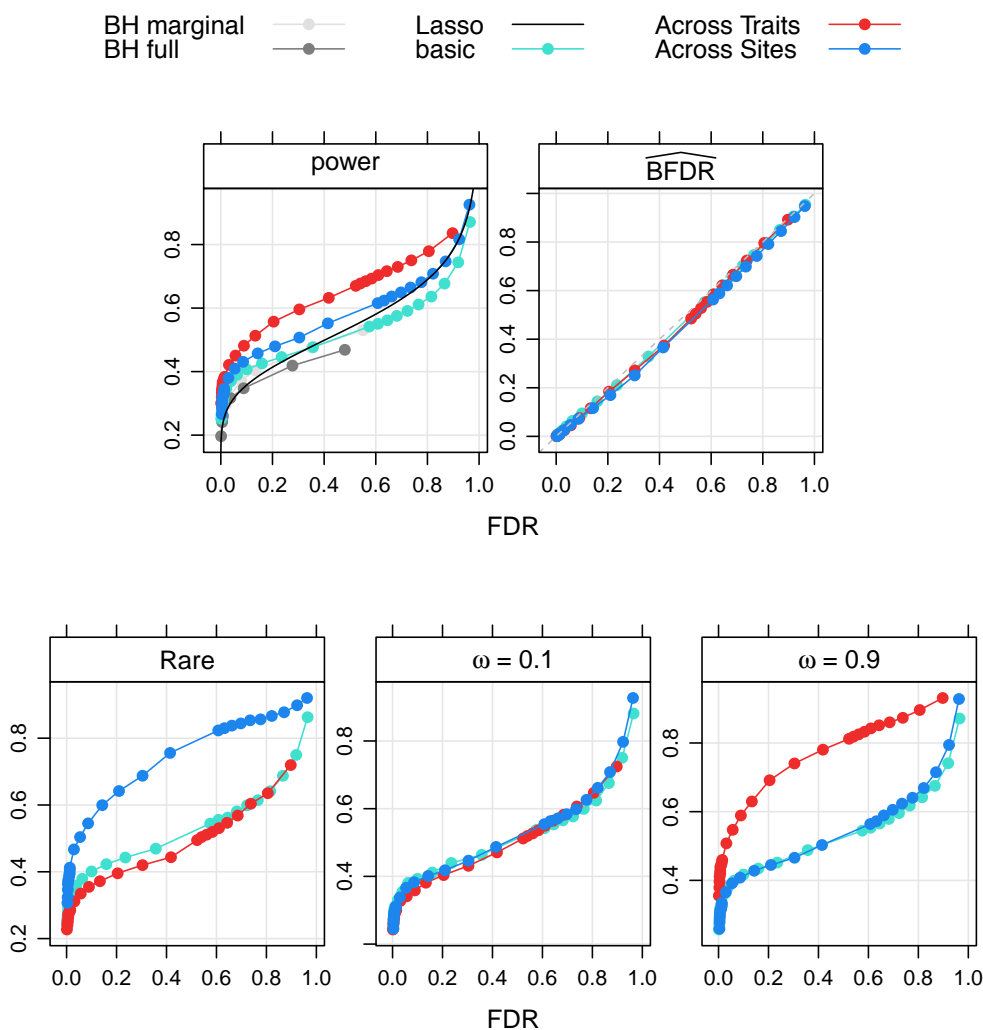 BH marginal Lasso Across Traits
BH full basic Across Sites
power
BFDR
0.2 0.4 0.6 0.8
0.0 0.2 0.4 0.6 0.8
0.0 0.2 0.4 0.6 0.8 1.0 0.0 0.2 0.4 0.6 0.8 1.0
FDR
Rare
ω = 0.1
ω = 0.9
0.2 0.4 0.6 0.8
0.4 0.6 0.8
0.4 0.6 0.8
0.0 0.2 0.4 0.6 0.8 1.0 0.0 0.2 0.4 0.6 0.8 1.0 0.0 0.2 0.4 0.6 0.8 1.0
FDR